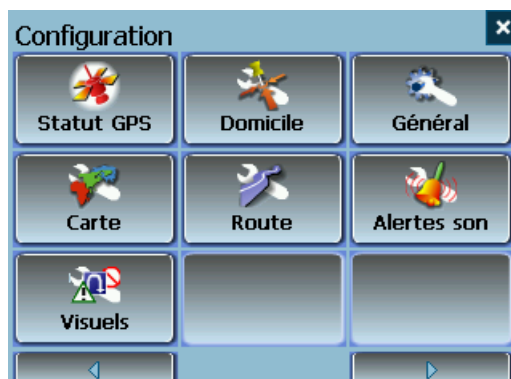 Configuration
Statut GPS
Domicile
Général
Carte
Route
Alertes son
Visuels